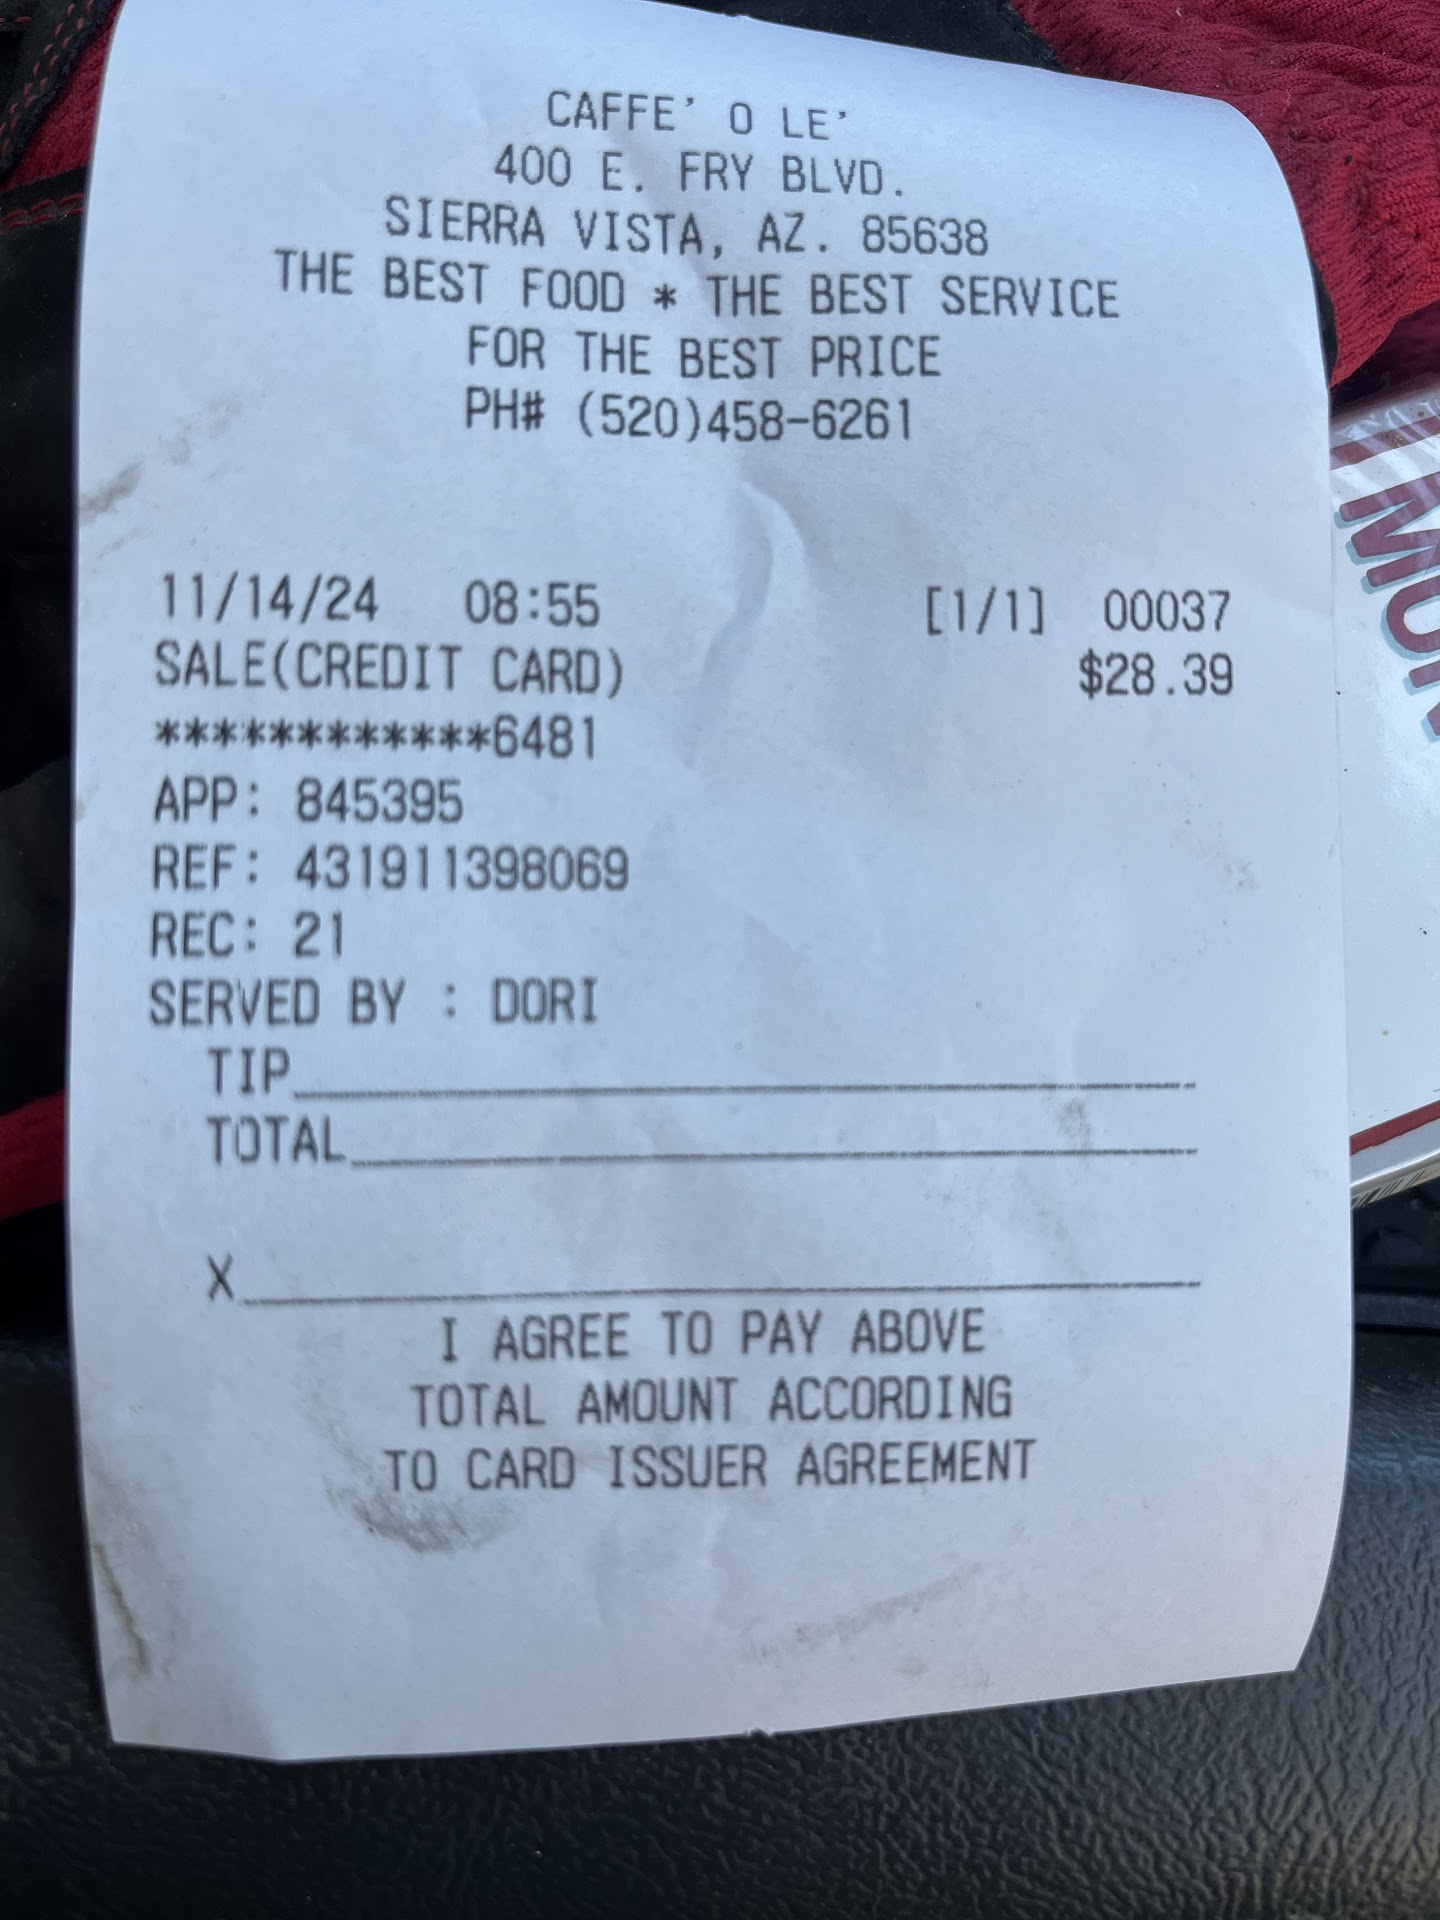 CAFFE' O LE'
400 E. FRY BLVD.
SIERRA VISTA, AZ. 85638
THE BEST FOOD * THE BEST SERVICE
FOR THE BEST PRICE
PH# (520)458-6261
11/14/24 08:55 [1/1] 00037
SALE(CREDIT CARD) $28.39
************6481
APP: 845395
REF: 431911398069
REC: 21
SERVED BY : DORI
TIP
TOTAL
X
I AGREE TO PAY ABOVE
TOTAL AMOUNT ACCORDING
TO CARD ISSUER AGREEMENT